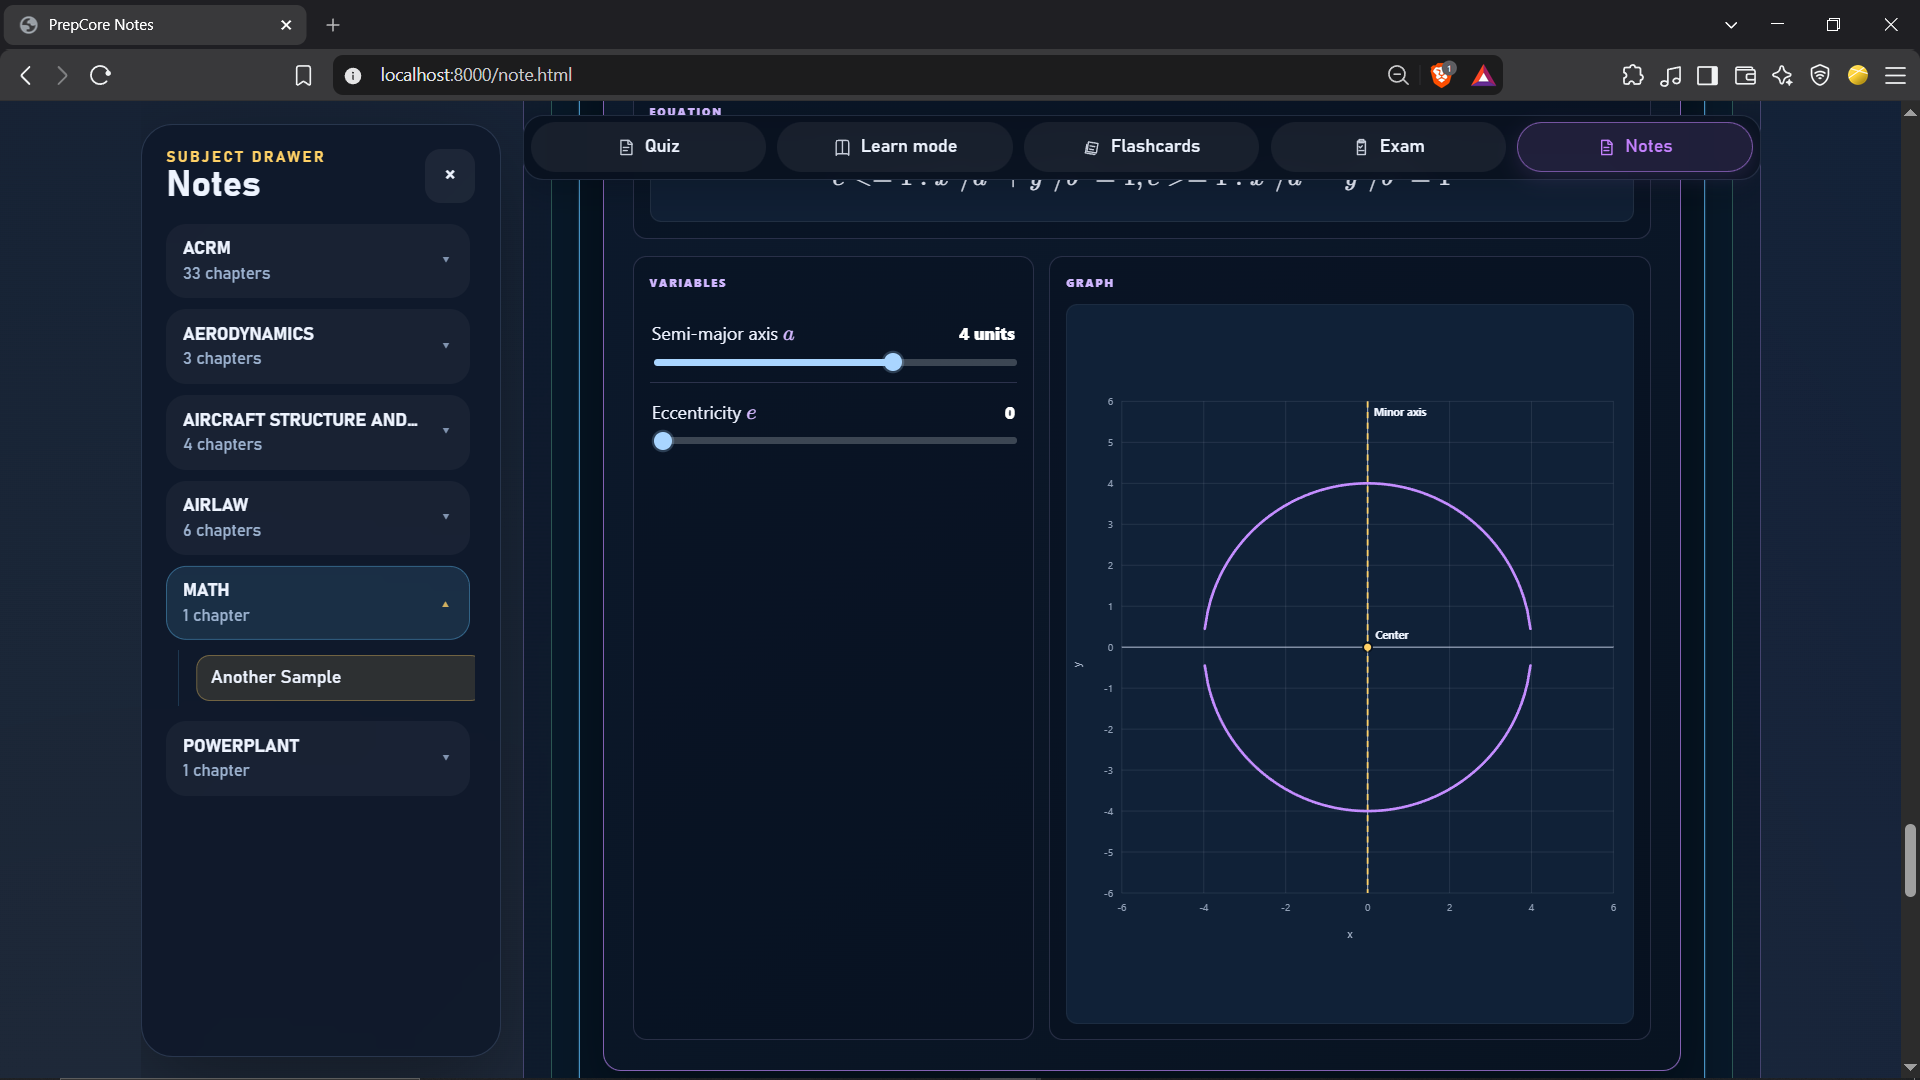 PrepCore Notes
localhost:8000/note.html
1
SUBJECT DRAWER
Notes
ACRM
33 chapters
AERODYNAMICS
3 chapters
AIRCRAFT STRUCTURE AND...
4 chapters
AIRLAW
6 chapters
MATH
1 chapter
Another Sample
POWERPLANT
1 chapter
EQUATION
Quiz
Learn mode
Flashcards
Exam
Notes
VARIABLES
Semi-major axis a
4 units
Eccentricity e
0
GRAPH
Minor axis
Center
6
5
4
3
2
1
0
-1
-2
-3
-4
-5
-6
-6 -4 -2 0 2 4 6
y
x